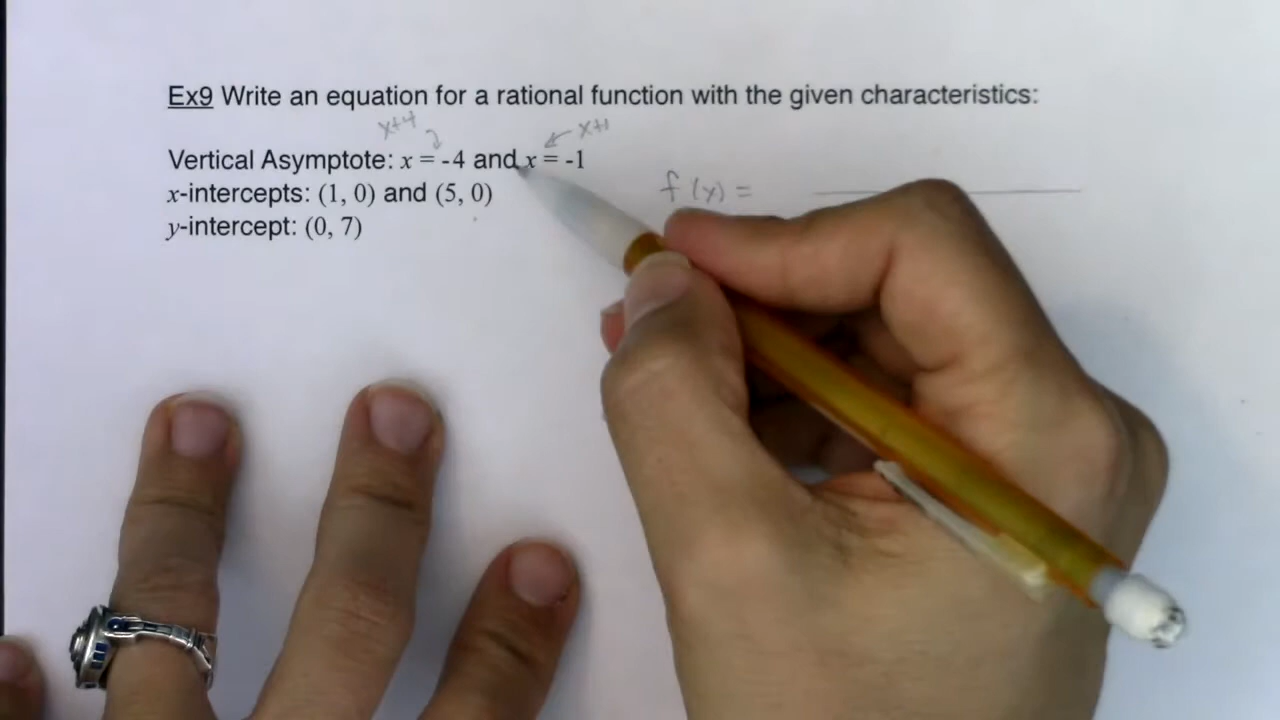 Ex9 Write an equation for a rational function with the given characteristics:
x+4 x+1
Vertical Asymptote: x = -4 and x = -1
x-intercepts: (1, 0) and (5, 0)
f(x) =
y-intercept: (0, 7)